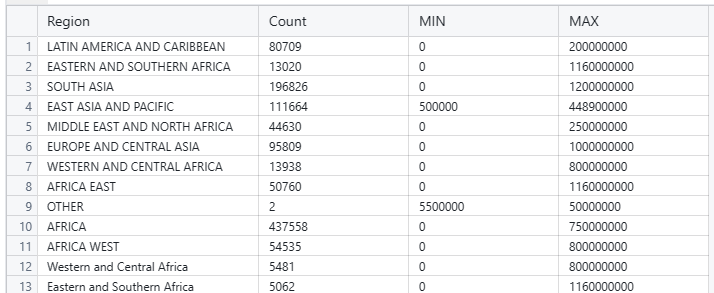 Region Count MIN MAX
1 LATIN AMERICA AND CARIBBEAN 80709 0 200000000
2 EASTERN AND SOUTHERN AFRICA 13020 0 1160000000
3 SOUTH ASIA 196826 0 1200000000
4 EAST ASIA AND PACIFIC 111664 500000 448900000
5 MIDDLE EAST AND NORTH AFRICA 44630 0 250000000
6 EUROPE AND CENTRAL ASIA 95809 0 1000000000
7 WESTERN AND CENTRAL AFRICA 13938 0 800000000
8 AFRICA EAST 50760 0 1160000000
9 OTHER 2 5500000 50000000
10 AFRICA 437558 0 750000000
11 AFRICA WEST 54535 0 800000000
12 Western and Central Africa 5481 0 800000000
13 Eastern and Southern Africa 5062 0 1160000000